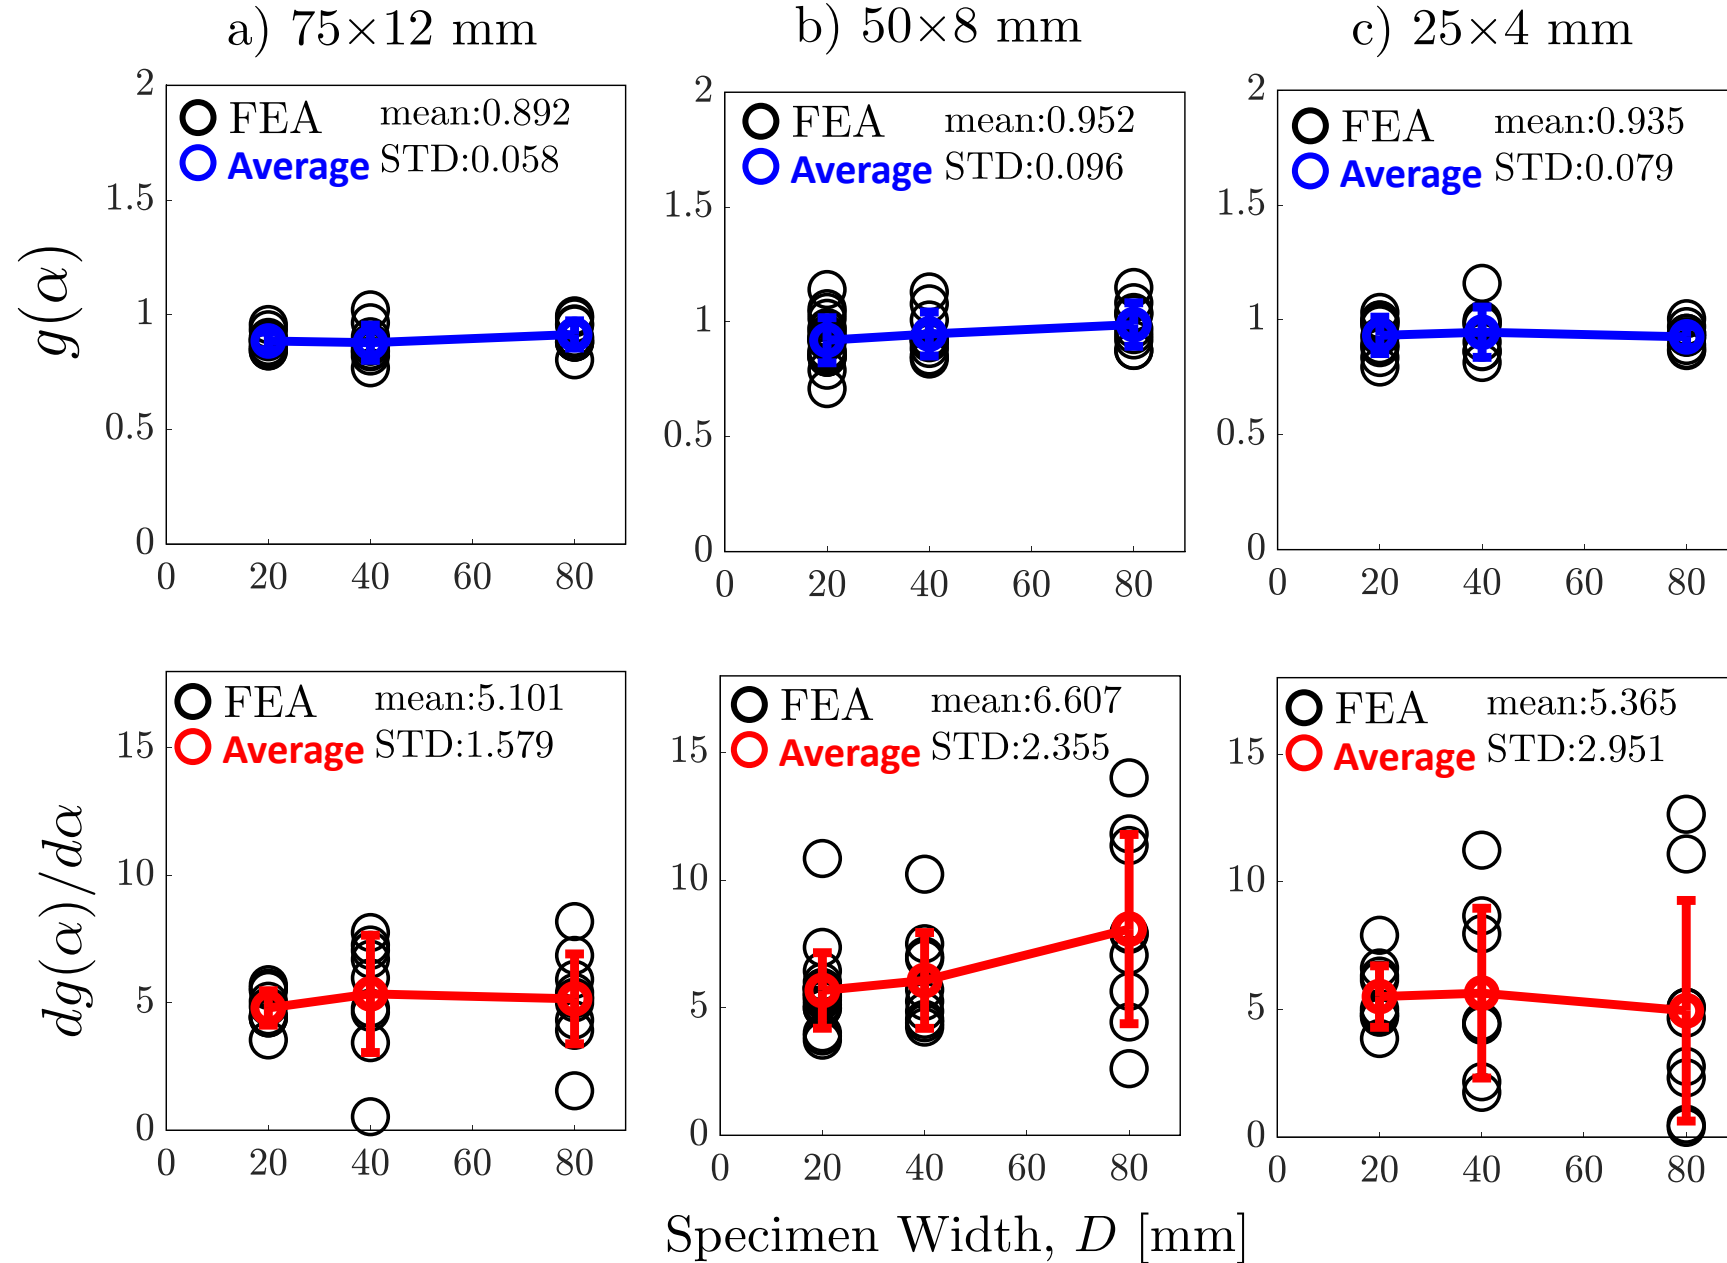 a) 75×12 mm
b) 50×8 mm
c) 25×4 mm
g(α)
2
1.5
1
0.5
0
FEA
Average
mean:0.892
STD:0.058
0 20 40 60 80
2
1.5
1
0.5
0
FEA
Average
mean:0.952
STD:0.096
0 20 40 60 80
2
1.5
1
0.5
0
FEA
Average
mean:0.935
STD:0.079
0 20 40 60 80
dg(α)/dα
15
10
5
0
FEA
Average
mean:5.101
STD:1.579
0 20 40 60 80
15
10
5
0
FEA
Average
mean:6.607
STD:2.355
0 20 40 60 80
15
10
5
0
FEA
Average
mean:5.365
STD:2.951
0 20 40 60 80
Specimen Width, D [mm]